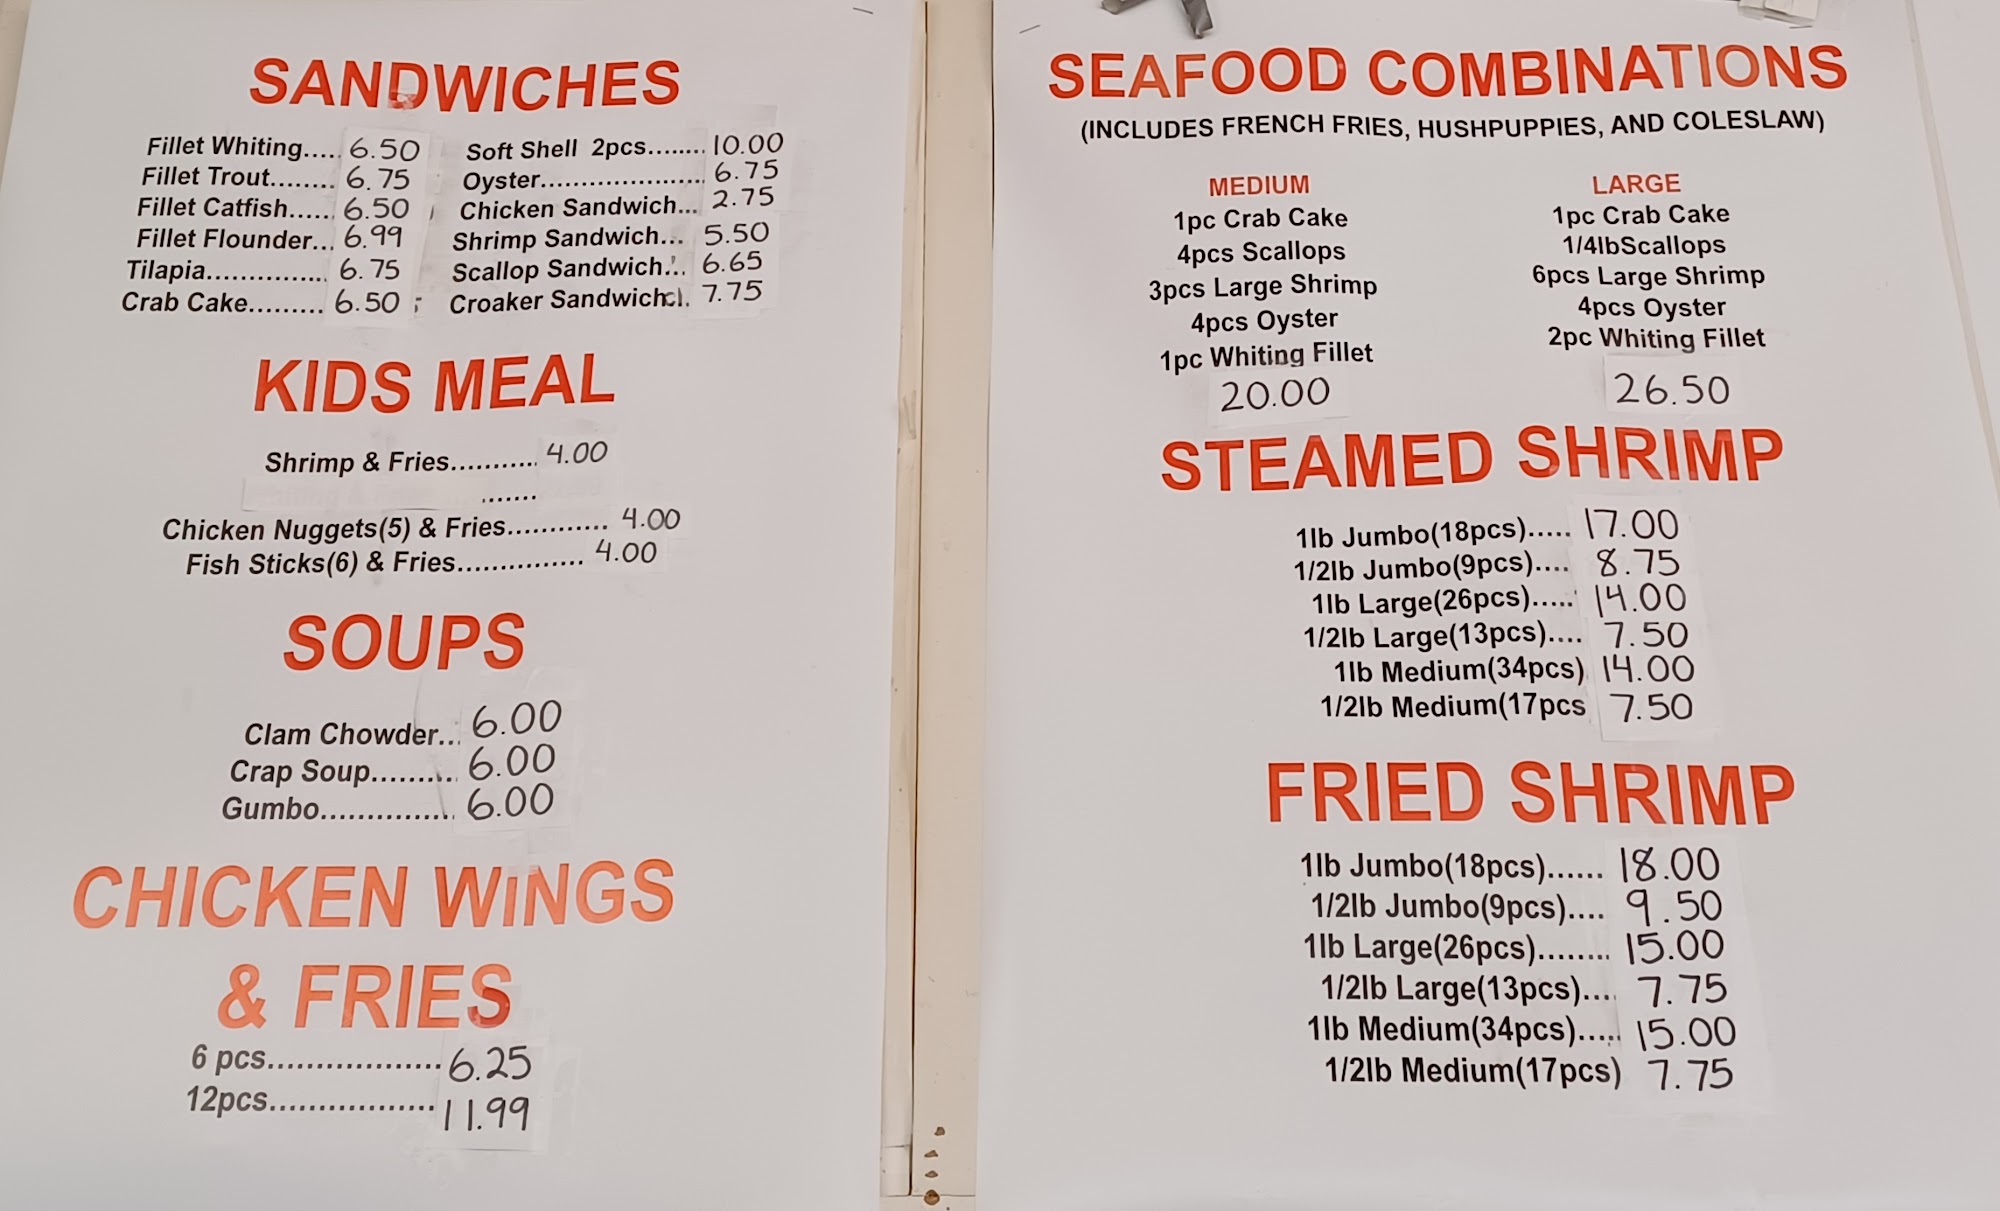 SANDWICHES
Fillet Whiting..... 6.50
Fillet Trout........ 6.75
Fillet Catfish...... 6.50
Fillet Flounder... 6.99
Tilapia............... 6.75
Crab Cake......... 6.50
Soft Shell 2pcs........ 10.00
Oyster..................... 6.75
Chicken Sandwich... 2.75
Shrimp Sandwich... 5.50
Scallop Sandwich... 6.65
Croaker Sandwich 7.75
KIDS MEAL
Shrimp & Fries........... 4.00
.......
Chicken Nuggets(5) & Fries............ 4.00
Fish Sticks(6) & Fries............... 4.00
SOUPS
Clam Chowder... 6.00
Crap Soup.......... 6.00
Gumbo............... 6.00
CHICKEN WiNGS
& FRIES
6 pcs.................. 6.25
12pcs................. 11.99
SEAFOOD COMBINATIONS
(INCLUDES FRENCH FRIES, HUSHPUPPIES, AND COLESLAW)
MEDIUM
1pc Crab Cake
4pcs Scallops
3pcs Large Shrimp
4pcs Oyster
1pc Whiting Fillet
20.00
LARGE
1pc Crab Cake
1/4lbScallops
6pcs Large Shrimp
4pcs Oyster
2pc Whiting Fillet
26.50
STEAMED SHRIMP
1lb Jumbo(18pcs)..... 17.00
1/2lb Jumbo(9pcs).... 8.75
1lb Large(26pcs)..... 14.00
1/2lb Large(13pcs).... 7.50
1lb Medium(34pcs) 14.00
1/2lb Medium(17pcs 7.50
FRIED SHRIMP
1lb Jumbo(18pcs)...... 18.00
1/2lb Jumbo(9pcs).... 9.50
1lb Large(26pcs)........ 15.00
1/2lb Large(13pcs).... 7.75
1lb Medium(34pcs)..... 15.00
1/2lb Medium(17pcs) 7.75